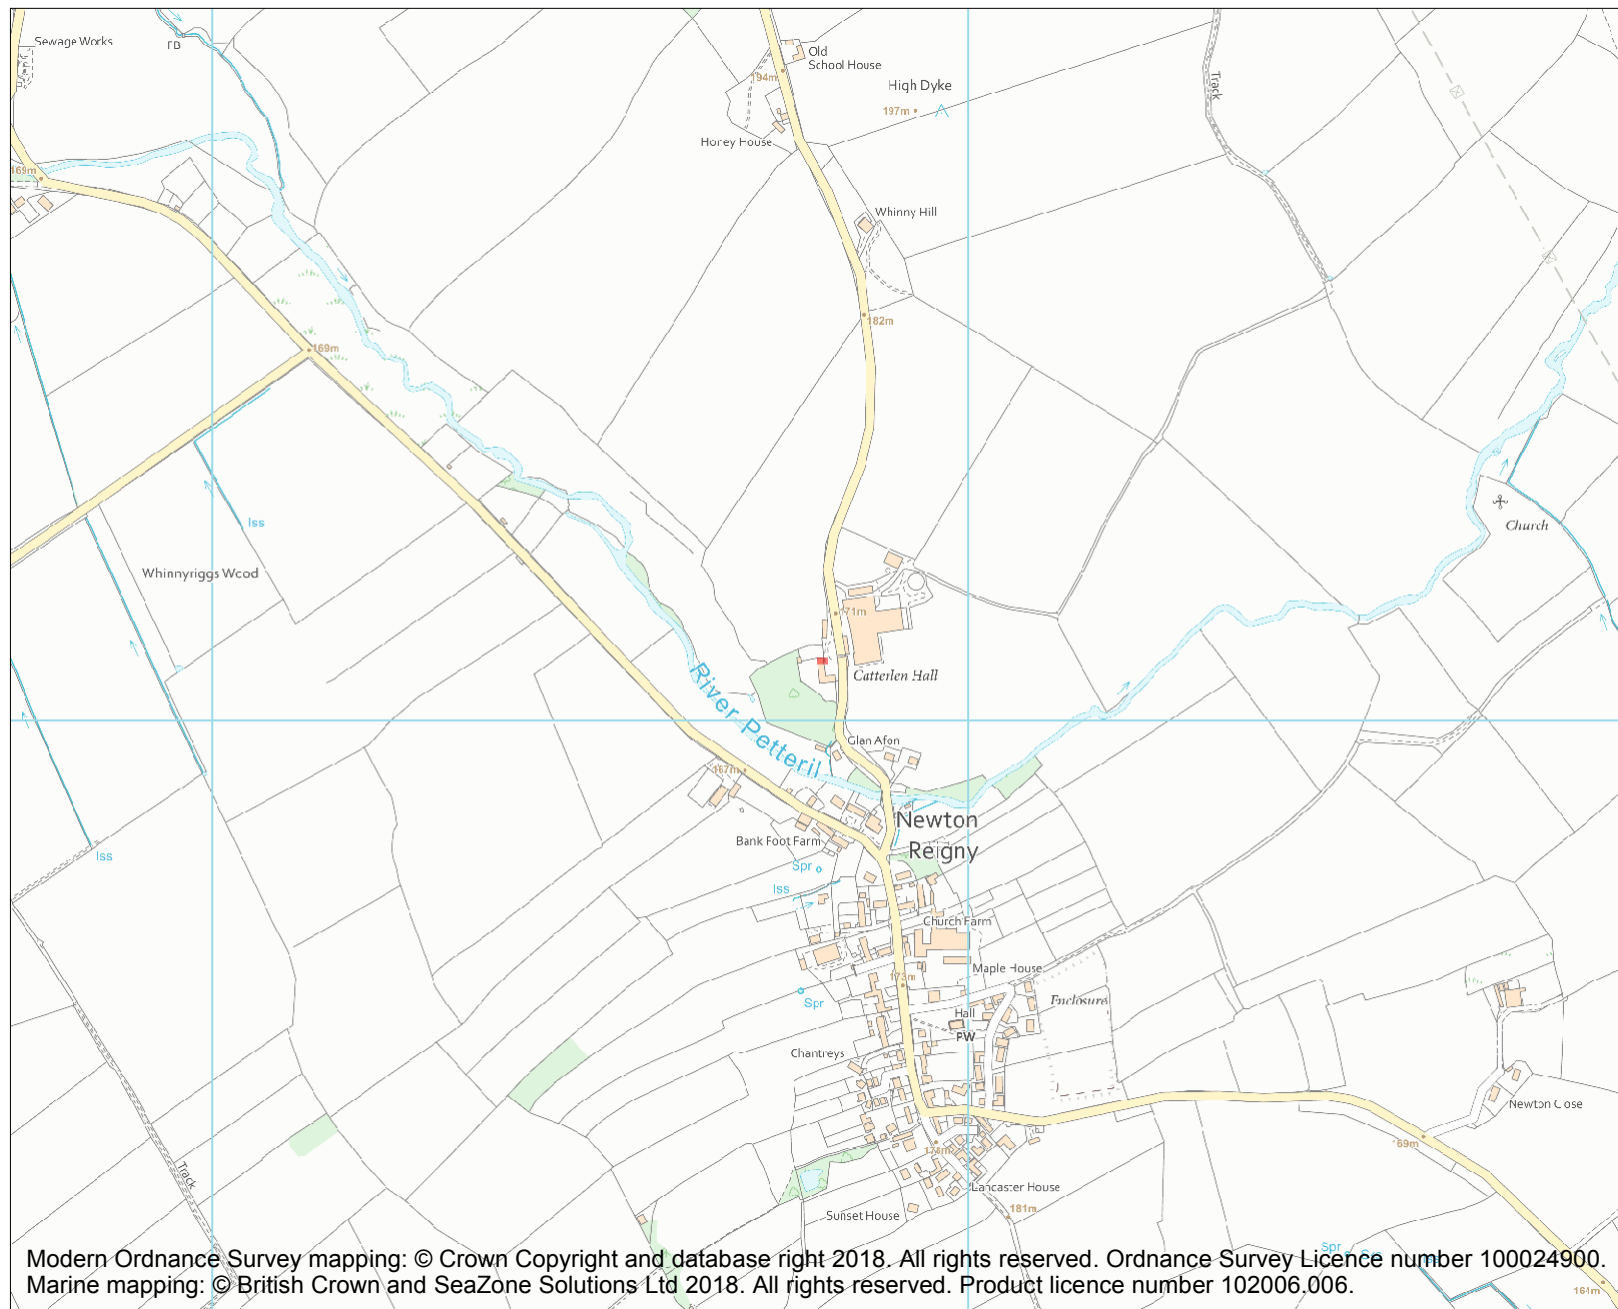 Sewage Works
FB
Old
School House
194m
High Dyke
197m
Track
Honey House
169m
Whinny Hill
182m
169m
Iss
Church
Whinnyriggs Wood
171m
Catterlen Hall
River Petteril
Glan Afon
167m
Newton
Reigny
Bank Foot Farm
Iss
Spr
Iss
Church Farm
Maple House
173m
Enclosure
Spr
Hall
PW
Chantreys
Newton Close
169m
Track
Lancaster House
Sunset House
181m
Spr
Modern Ordnance Survey mapping: © Crown Copyright and database right 2018. All rights reserved. Ordnance Survey Licence number 100024900.
Marine mapping: © British Crown and SeaZone Solutions Ltd 2018. All rights reserved. Product licence number 102006.006.